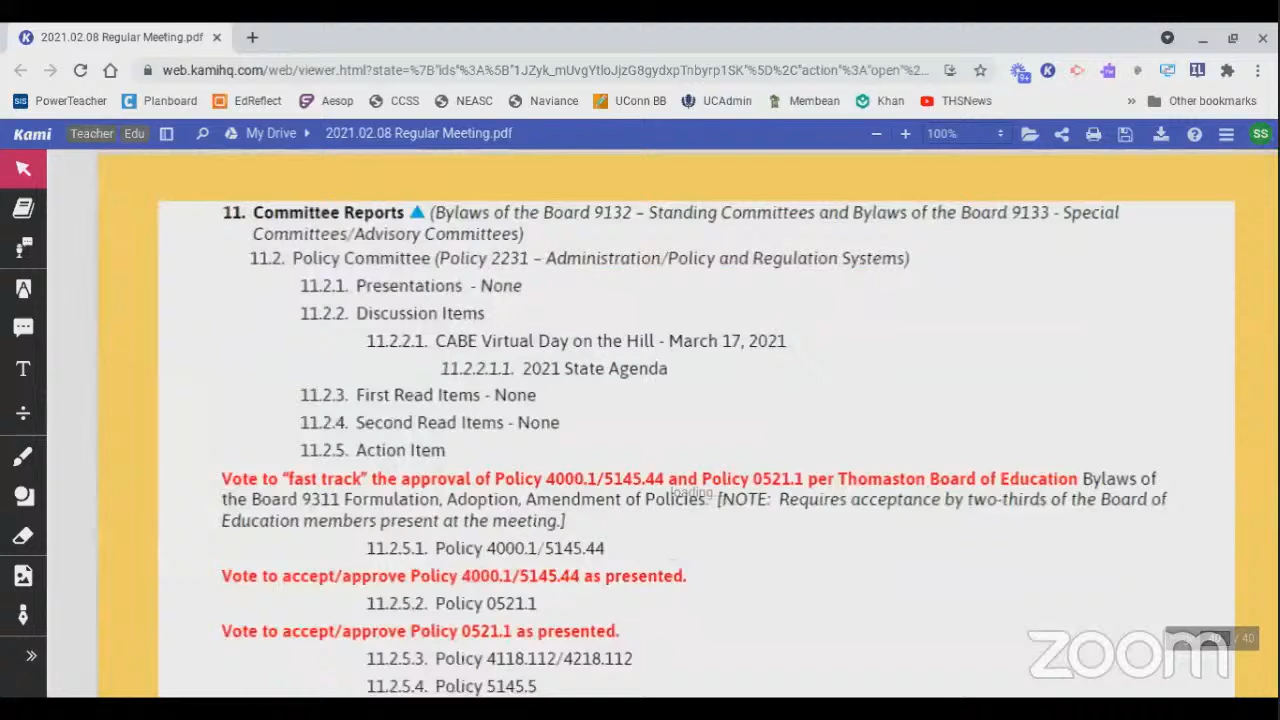 2021.02.08 Regular Meeting.pdf
web.kamihq.com/web/viewer.html?state=%7B"ids"%3A%5B"1JZyk_mUvgYtloJjzG8gydxpTnbyrp1SK"%5D%2C"action"%3A"open"%2...
PowerTeacher Planboard EdReflect Aesop CCSS NEASC Naviance UConn BB UCAdmin Membean Khan THSNews » Other bookmarks
Kami Teacher Edu My Drive 2021.02.08 Regular Meeting.pdf 100% SS
11. Committee Reports (Bylaws of the Board 9132 – Standing Committees and Bylaws of the Board 9133 - Special
Committees/Advisory Committees)
11.2. Policy Committee (Policy 2231 – Administration/Policy and Regulation Systems)
11.2.1. Presentations - None
11.2.2. Discussion Items
11.2.2.1. CABE Virtual Day on the Hill - March 17, 2021
11.2.2.1.1. 2021 State Agenda
11.2.3. First Read Items - None
11.2.4. Second Read Items - None
11.2.5. Action Item
Vote to “fast track” the approval of Policy 4000.1/5145.44 and Policy 0521.1 per Thomaston Board of Education Bylaws of
loading...
the Board 9311 Formulation, Adoption, Amendment of Policies. [NOTE: Requires acceptance by two-thirds of the Board of
Education members present at the meeting.]
11.2.5.1. Policy 4000.1/5145.44
Vote to accept/approve Policy 4000.1/5145.44 as presented.
11.2.5.2. Policy 0521.1
Vote to accept/approve Policy 0521.1 as presented.
11.2.5.3. Policy 4118.112/4218.112
11.2.5.4. Policy 5145.5
/ 40
zoom